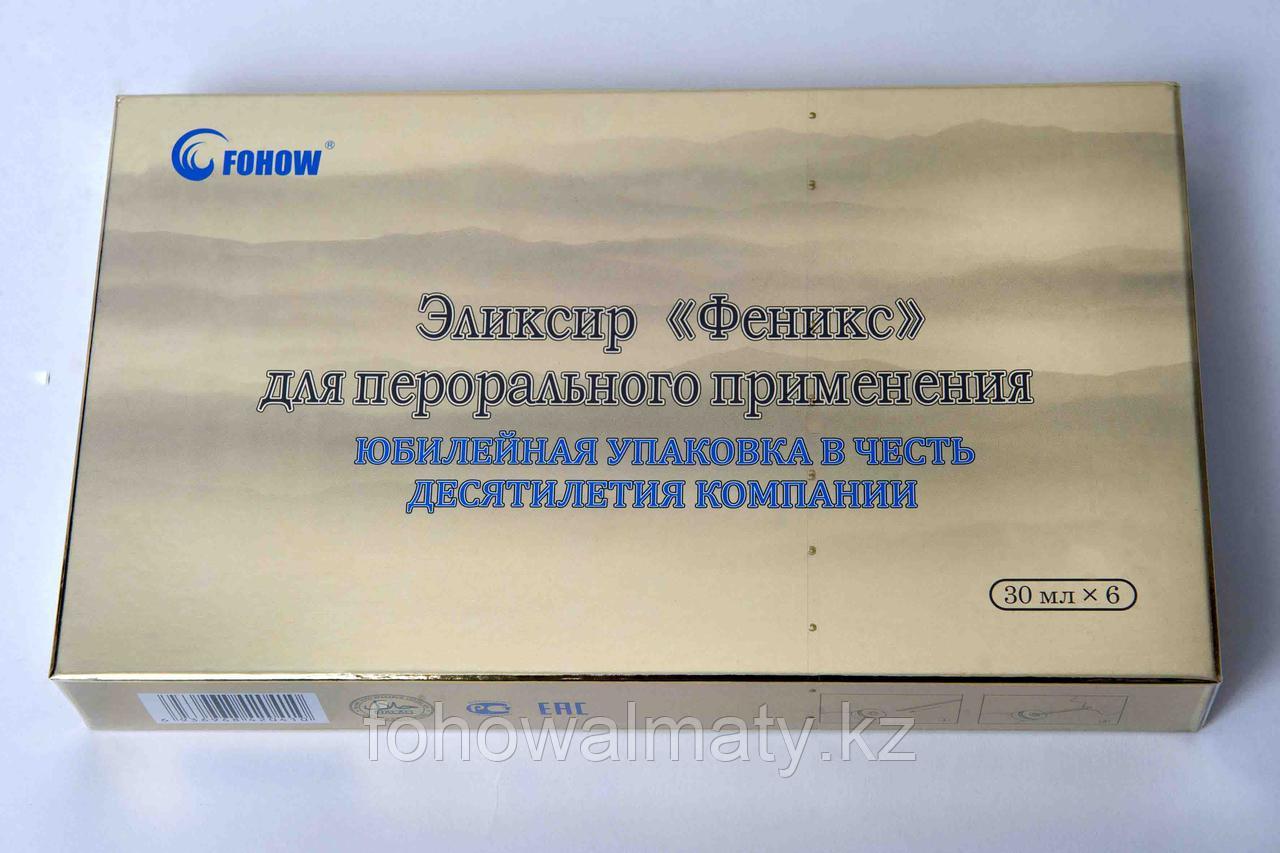 FOHOW®
Эликсир «Феникс»
для перорального применения
ЮБИЛЕЙНАЯ УПАКОВКА В ЧЕСТЬ
ДЕСЯТИЛЕТИЯ КОМПАНИИ
30 мл × 6
EAC
fohowalmaty.kz